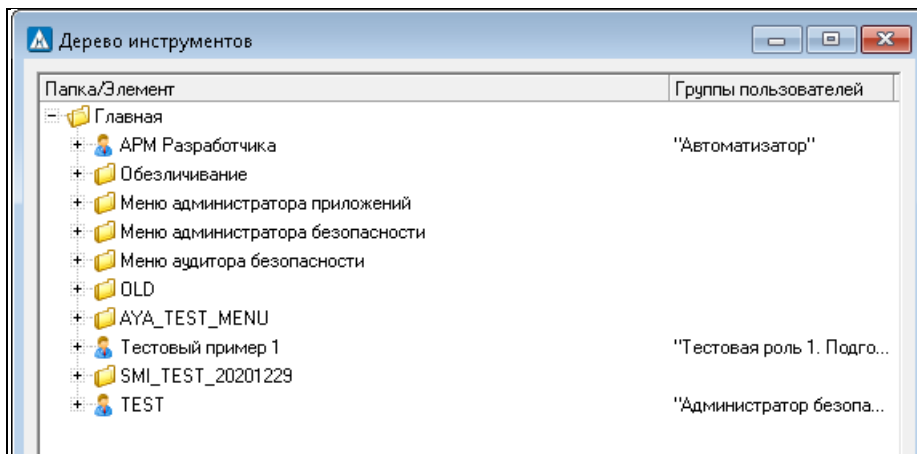 Дерево инструментов
Папка/Элемент Группы пользователей
Главная
АРМ Разработчика "Автоматизатор"
Обезличивание
Меню администратора приложений
Меню администратора безопасности
Меню аудитора безопасности
OLD
AYA_TEST_MENU
Тестовый пример 1 "Тестовая роль 1. Подго...
SMI_TEST_20201229
TEST "Администратор безопа...